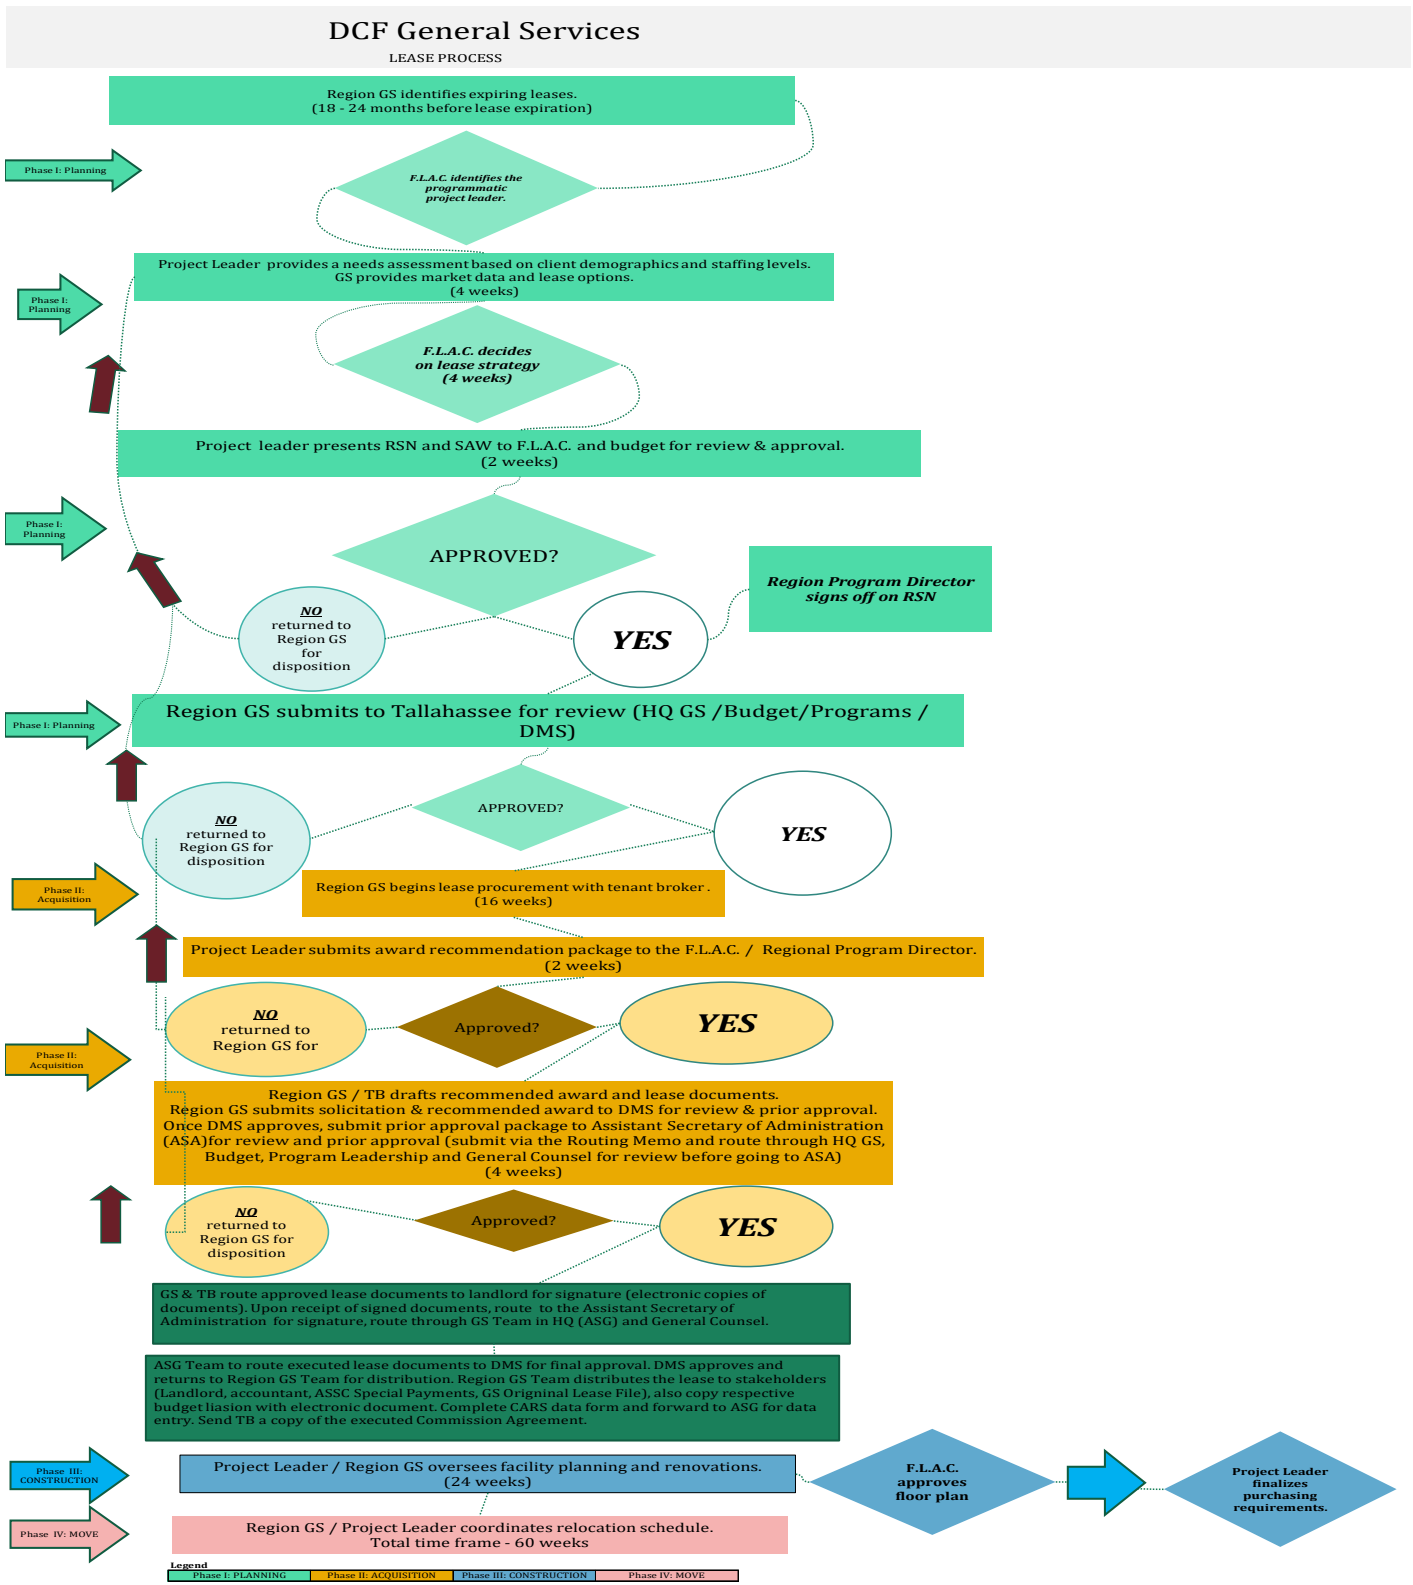 DCF General Services
LEASE PROCESS
Region GS identifies expiring leases.
(18 - 24 months before lease expiration)
Phase I: Planning
F.L.A.C. identifies the
programmatic
project leader.
Project Leader provides a needs assessment based on client demographics and staffing levels.
GS provides market data and lease options.
(4 weeks)
Phase I:
Planning
F.L.A.C. decides
on lease strategy
(4 weeks)
Project leader presents RSN and SAW to F.L.A.C. and budget for review & approval.
(2 weeks)
Phase I:
Planning
APPROVED?
Region Program Director
signs off on RSN
NO
returned to
Region GS
for
disposition
YES
Phase I: Planning
Region GS submits to Tallahassee for review (HQ GS /Budget/Programs /
DMS)
APPROVED?
NO
returned to
Region GS for
disposition
YES
Phase II:
Acquisition
Region GS begins lease procurement with tenant broker .
(16 weeks)
Project Leader submits award recommendation package to the F.L.A.C. / Regional Program Director.
(2 weeks)
NO
returned to
Region GS for
Approved?
YES
Phase II:
Acquisition
Region GS / TB drafts recommended award and lease documents.
Region GS submits solicitation & recommended award to DMS for review & prior approval.
Once DMS approves, submit prior approval package to Assistant Secretary of Administration
(ASA)for review and prior approval (submit via the Routing Memo and route through HQ GS,
Budget, Program Leadership and General Counsel for review before going to ASA)
(4 weeks)
NO
returned to
Region GS for
disposition
Approved?
YES
GS & TB route approved lease documents to landlord for signature (electronic copies of
documents). Upon receipt of signed documents, route to the Assistant Secretary of
Administration for signature, route through GS Team in HQ (ASG) and General Counsel.
ASG Team to route executed lease documents to DMS for final approval. DMS approves and
returns to Region GS Team for distribution. Region GS Team distributes the lease to stakeholders
(Landlord, accountant, ASSC Special Payments, GS Origninal Lease File), also copy respective
budget liasion with electronic document. Complete CARS data form and forward to ASG for data
entry. Send TB a copy of the executed Commission Agreement.
Phase III:
CONSTRUCTION
Project Leader / Region GS oversees facility planning and renovations.
(24 weeks)
F.L.A.C.
approves
floor plan
Project Leader
finalizes
purchasing
requirements.
Phase IV: MOVE
Region GS / Project Leader coordinates relocation schedule.
Total time frame - 60 weeks
Legend
Phase I: PLANNING Phase II: ACQUISITION Phase III: CONSTRUCTION Phase IV: MOVE